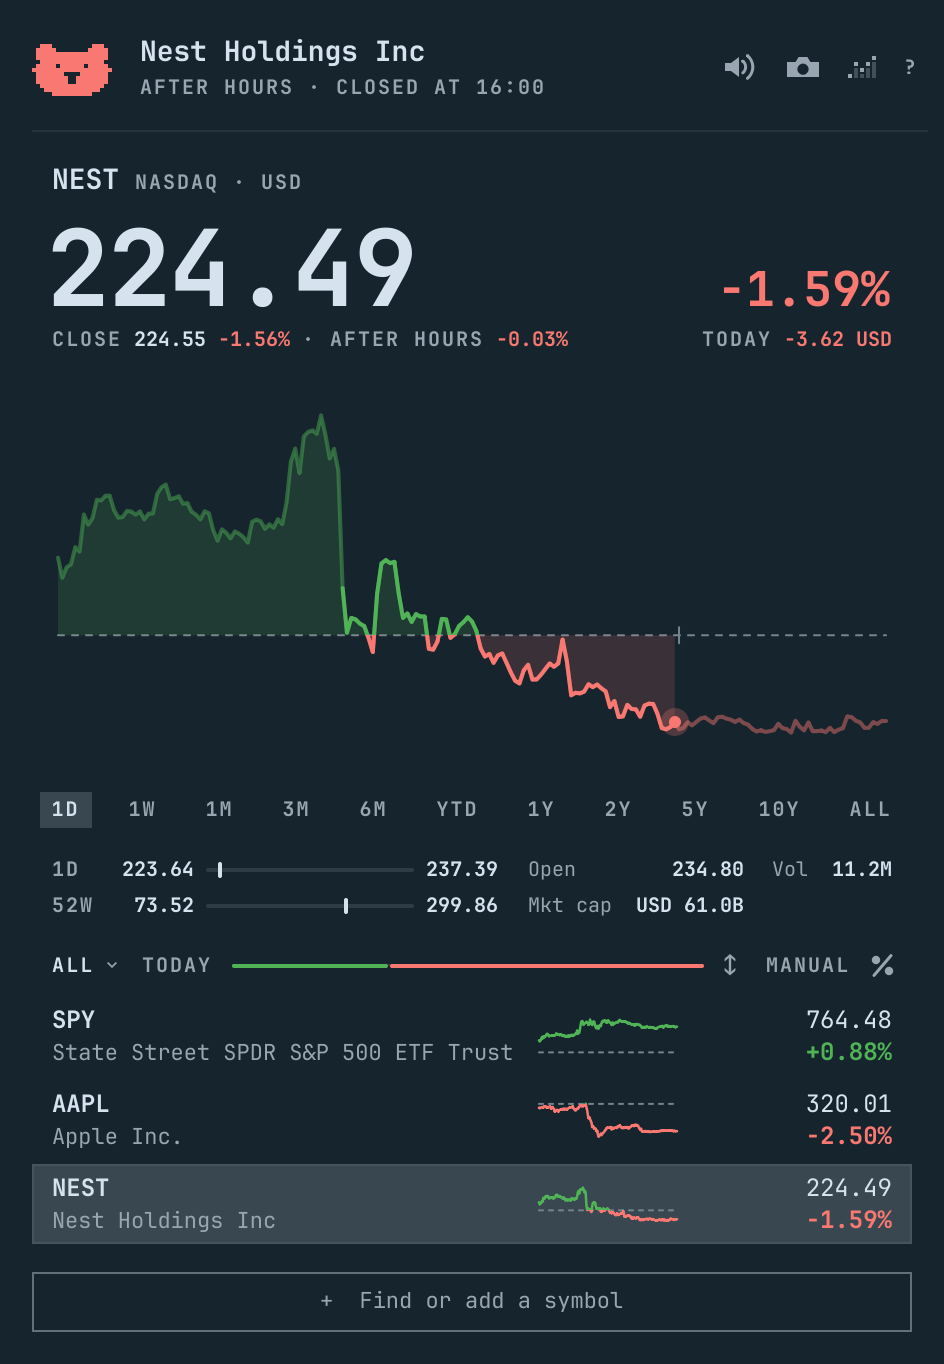 Nest Holdings Inc
AFTER HOURS · CLOSED AT 16:00
?
NEST NASDAQ · USD
224.49
-1.59%
CLOSE 224.55 -1.56% · AFTER HOURS -0.03%
TODAY -3.62 USD
1D 1W 1M 3M 6M YTD 1Y 2Y 5Y 10Y ALL
1D 223.64 237.39 Open 234.80 Vol 11.2M
52W 73.52 299.86 Mkt cap USD 61.0B
ALL TODAY MANUAL %
SPY 764.48
State Street SPDR S&P 500 ETF Trust +0.88%
AAPL 320.01
Apple Inc. -2.50%
NEST 224.49
Nest Holdings Inc -1.59%
+ Find or add a symbol